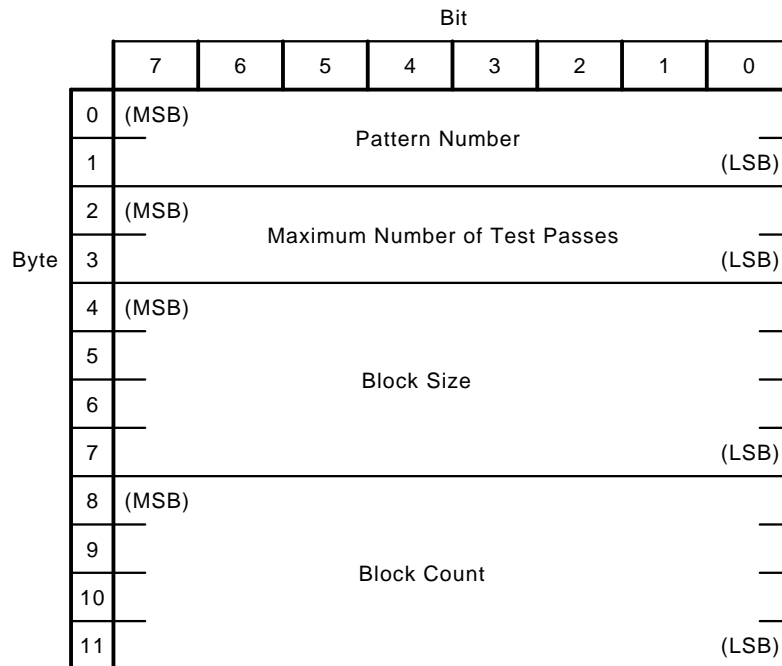 Bit
7 6 5 4 3 2 1 0
0 (MSB)
Pattern Number
1 (LSB)
2 (MSB)
Maximum Number of Test Passes
Byte 3 (LSB)
4 (MSB)
5
Block Size
6
7 (LSB)
8 (MSB)
9
Block Count
10
11 (LSB)